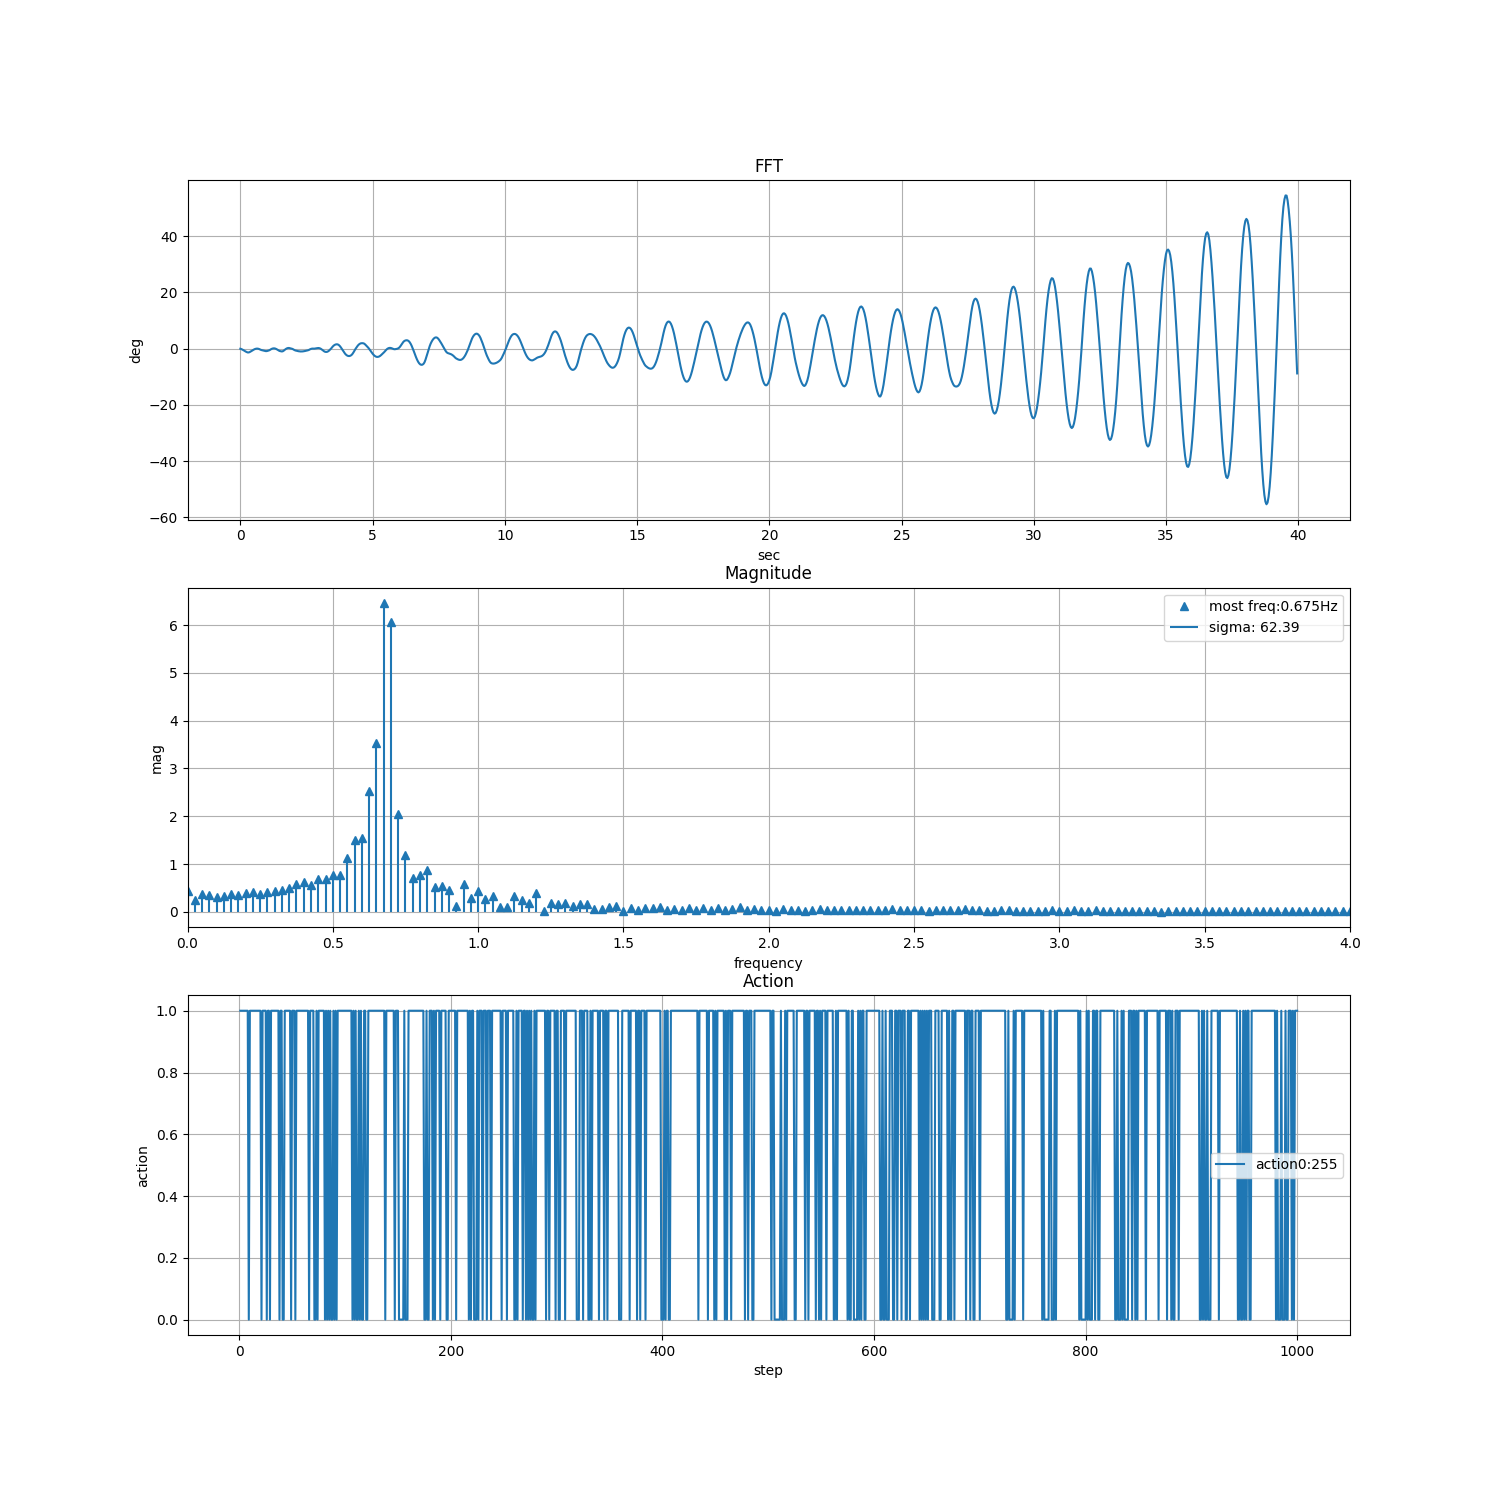 FFT
40
20
0
−20
−40
−60
deg
0 5 10 15 20 25 30 35 40
sec
Magnitude
most freq:0.675Hz
sigma: 62.39
6
5
4
3
2
1
0
mag
0.0 0.5 1.0 1.5 2.0 2.5 3.0 3.5 4.0
frequency
Action
1.0
0.8
0.6
0.4
0.2
0.0
action
action0:255
0 200 400 600 800 1000
step